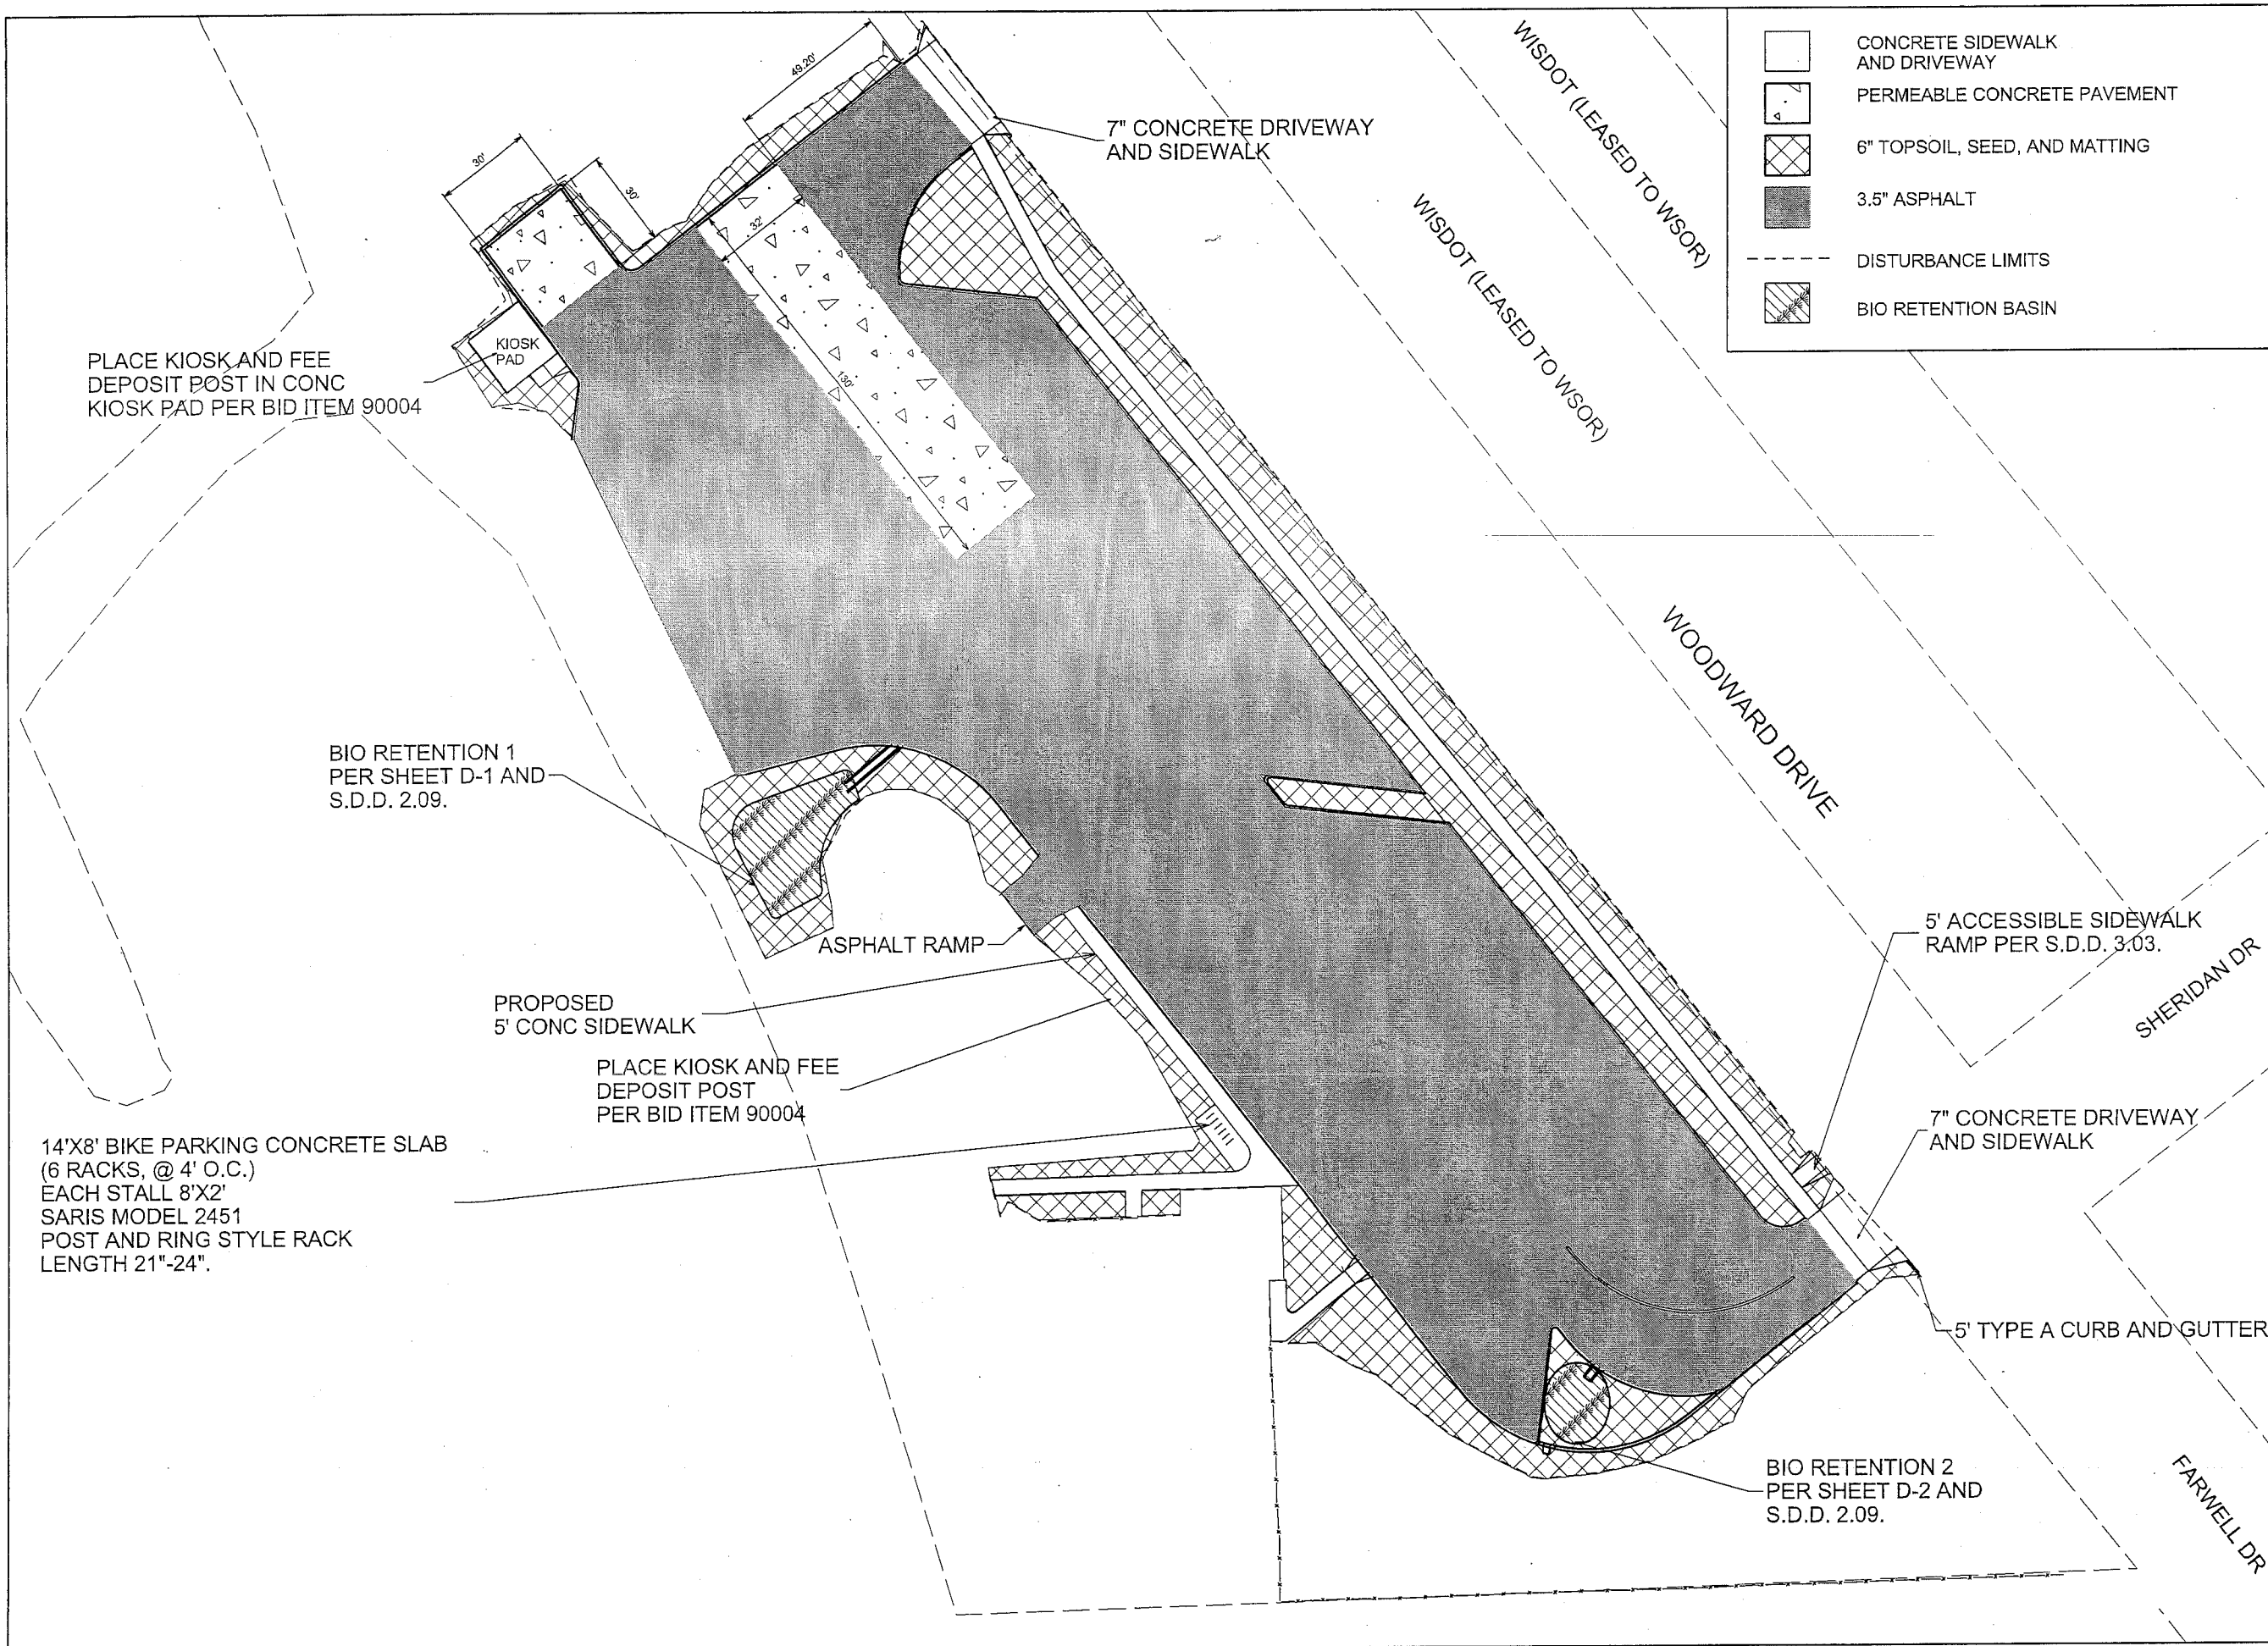 CONCRETE SIDEWALK
AND DRIVEWAY
PERMEABLE CONCRETE PAVEMENT
6" TOPSOIL, SEED, AND MATTING
3.5" ASPHALT
DISTURBANCE LIMITS
BIO RETENTION BASIN
WISDOT (LEASED TO WSOR)
WISDOT (LEASED TO WSOR)
49.20'
7" CONCRETE DRIVEWAY
AND SIDEWALK
30'
30'
32'
130'
KIOSK
PAD
PLACE KIOSK AND FEE
DEPOSIT POST IN CONC
KIOSK PAD PER BID ITEM 90004
WOODWARD DRIVE
BIO RETENTION 1
PER SHEET D-1 AND
S.D.D. 2.09.
ASPHALT RAMP
5' ACCESSIBLE SIDEWALK
RAMP PER S.D.D. 3.03.
SHERIDAN DR
PROPOSED
5' CONC SIDEWALK
PLACE KIOSK AND FEE
DEPOSIT POST
PER BID ITEM 90004
7" CONCRETE DRIVEWAY
AND SIDEWALK
14'X8' BIKE PARKING CONCRETE SLAB
(6 RACKS, @ 4' O.C.)
EACH STALL 8'X2'
SARIS MODEL 2451
POST AND RING STYLE RACK
LENGTH 21"-24".
5' TYPE A CURB AND GUTTER
BIO RETENTION 2
PER SHEET D-2 AND
S.D.D. 2.09.
FARWELL DR